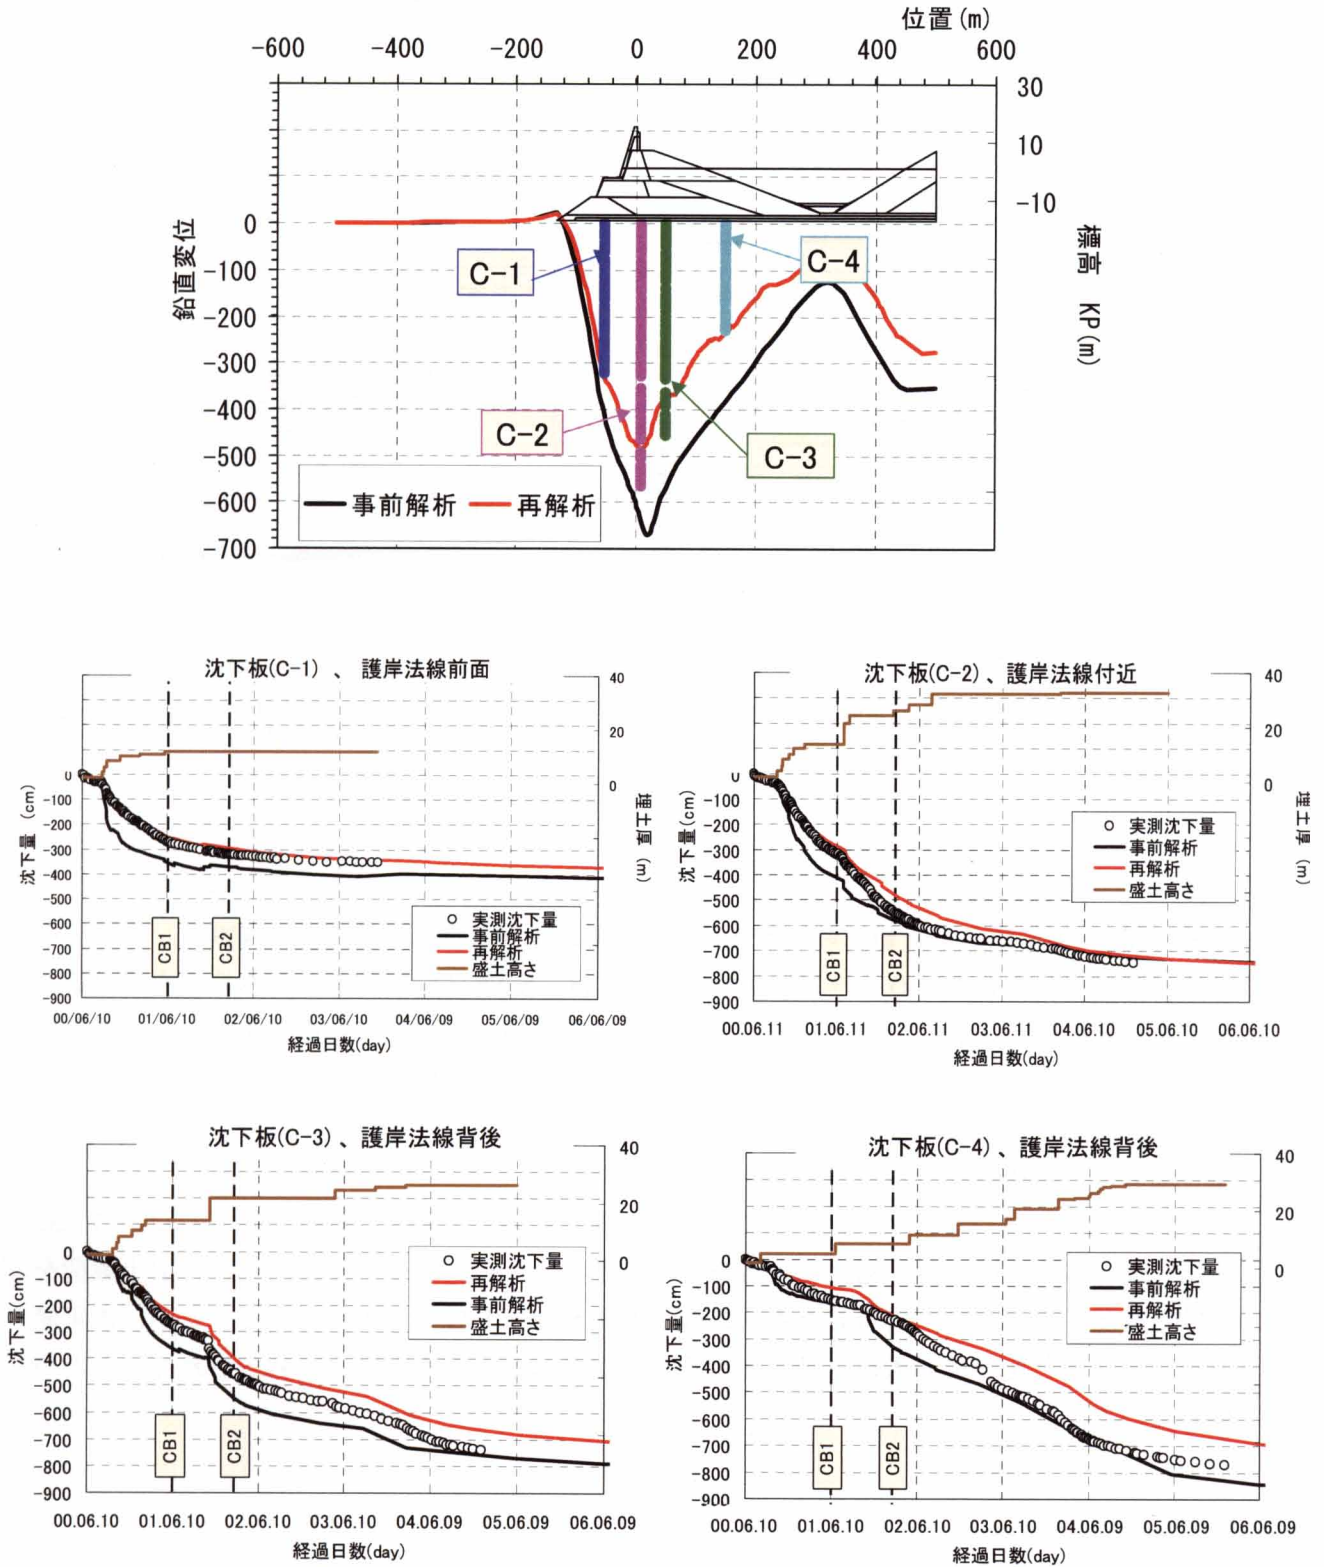 位置(m)
-600 -400 -200 0 200 400 600
30
10
-10
標高 KP(m)
鉛直変位
0
-100
-200
-300
-400
-500
-600
-700
C-1
C-2
C-3
C-4
事前解析 再解析
沈下板(C-1)、護岸法線前面
40
20
0
埋土厚 (m)
沈下量 (cm)
0
-100
-200
-300
-400
-500
-600
-700
-800
-900
CB1
CB2
実測沈下量
事前解析
再解析
盛土高さ
00/06/10 01/06/10 02/06/10 03/06/10 04/06/09 05/06/09 06/06/09
経過日数(day)
沈下板(C-2)、護岸法線付近
40
20
0
埋土厚 (m)
沈下量(cm)
0
-100
-200
-300
-400
-500
-600
-700
-800
-900
CB1
CB2
実測沈下量
事前解析
再解析
盛土高さ
00.06.11 01.06.11 02.06.11 03.06.11 04.06.10 05.06.10 06.06.10
経過日数(day)
沈下板(C-3)、護岸法線背後
40
20
0
沈下量(cm)
0
-100
-200
-300
-400
-500
-600
-700
-800
-900
CB1
CB2
実測沈下量
再解析
事前解析
盛土高さ
00.06.10 01.06.10 02.06.10 03.06.10 04.06.09 05.06.09 06.06.09
経過日数(day)
沈下板(C-4)、護岸法線背後
40
20
0
沈下量(cm)
0
-100
-200
-300
-400
-500
-600
-700
-800
-900
CB1
CB2
実測沈下量
事前解析
再解析
盛土高さ
00.06.10 01.06.10 02.06.10 03.06.10 04.06.09 05.06.09 06.06.09
経過日数(day)